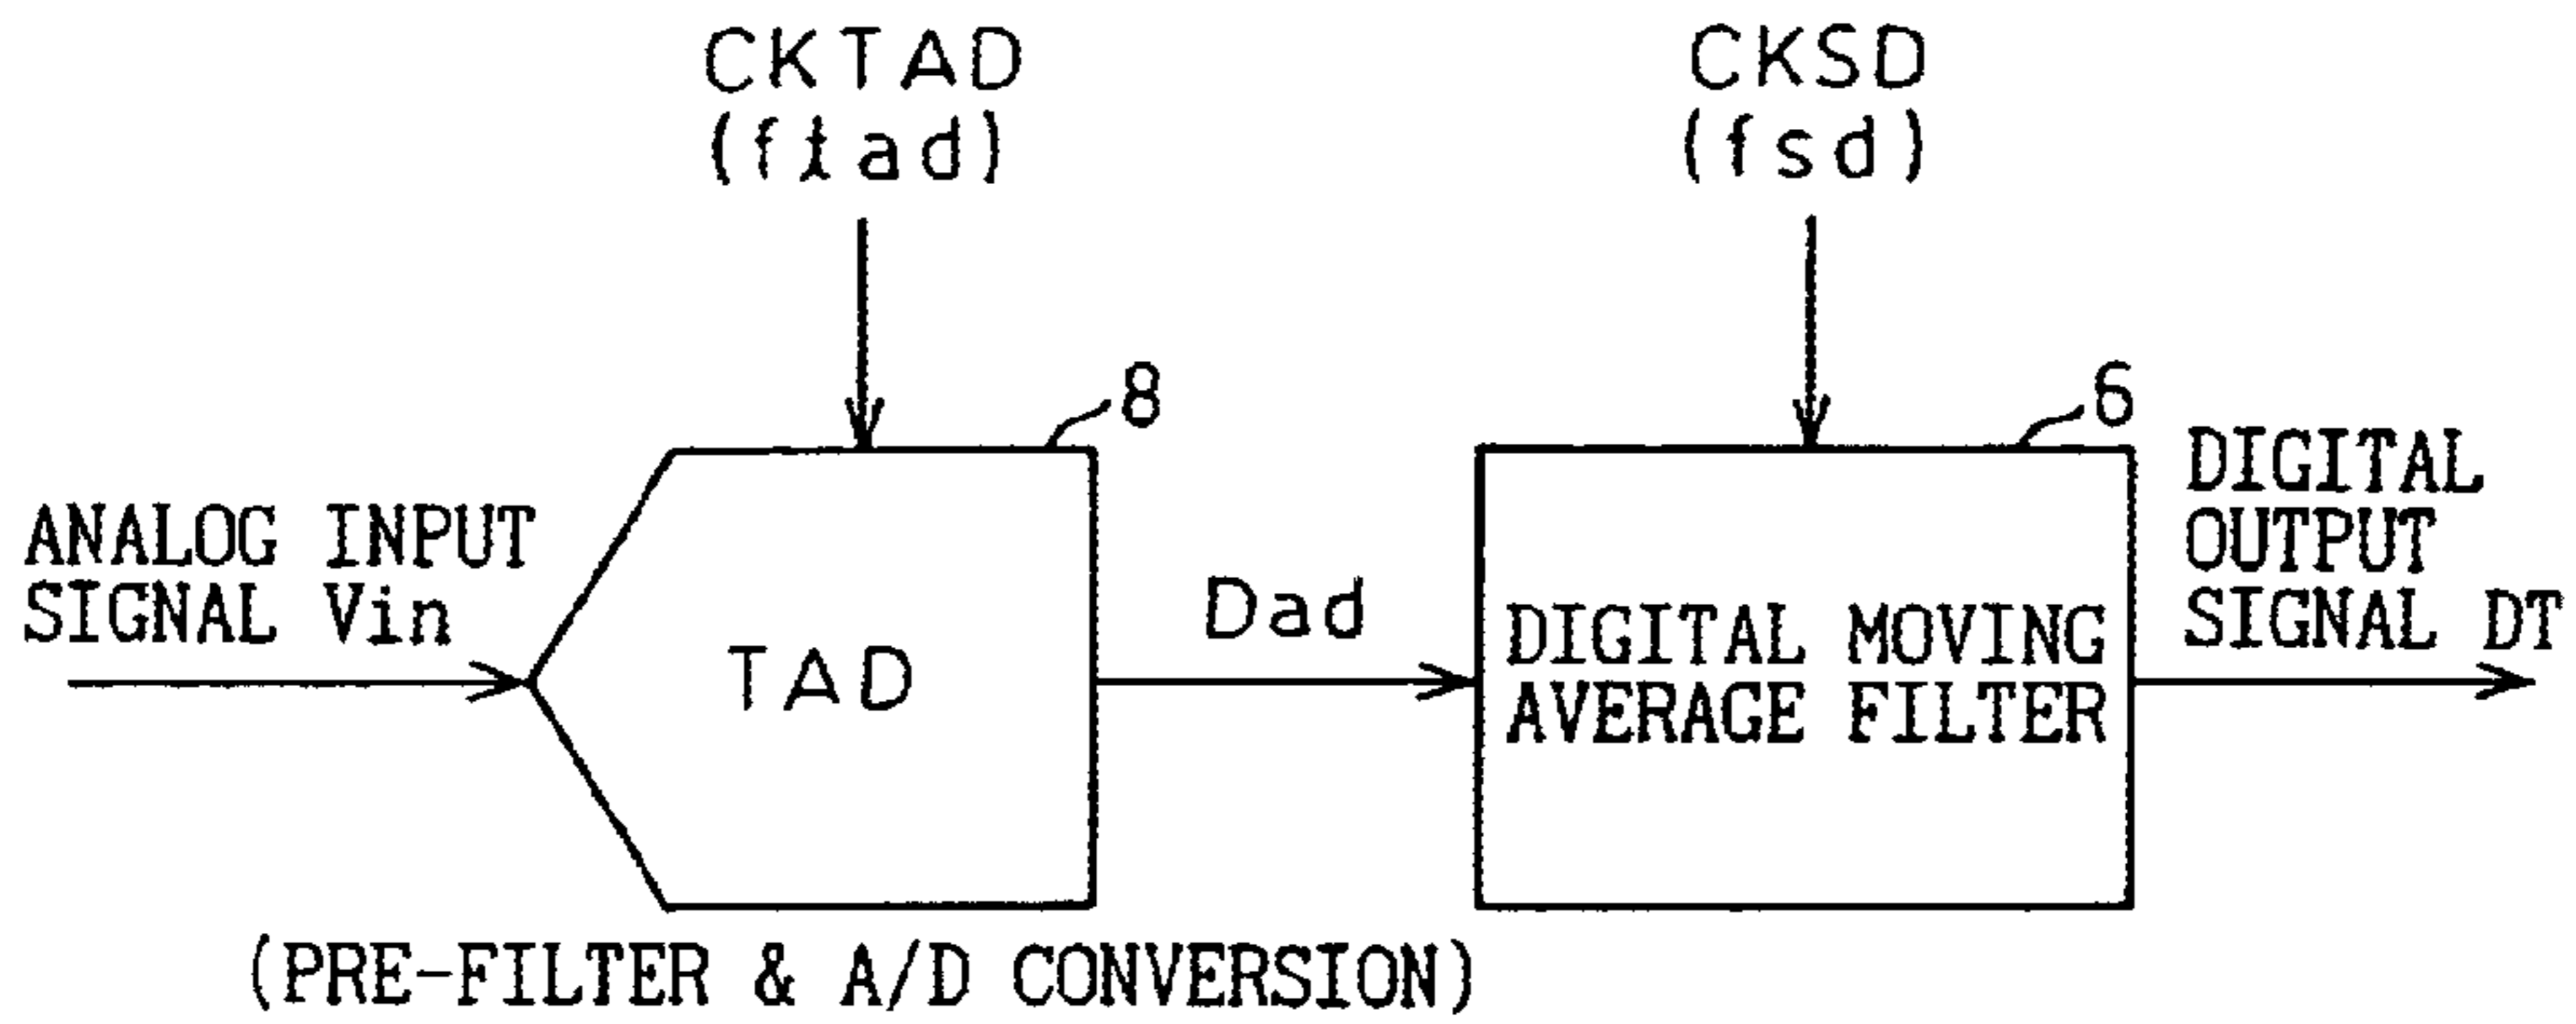 CKTAD
(ftad)
CKSD
(fsd)
8
6
ANALOG INPUT
SIGNAL Vin
TAD
Dad
DIGITAL MOVING
AVERAGE FILTER
DIGITAL
OUTPUT
SIGNAL DT
(PRE-FILTER & A/D CONVERSION)